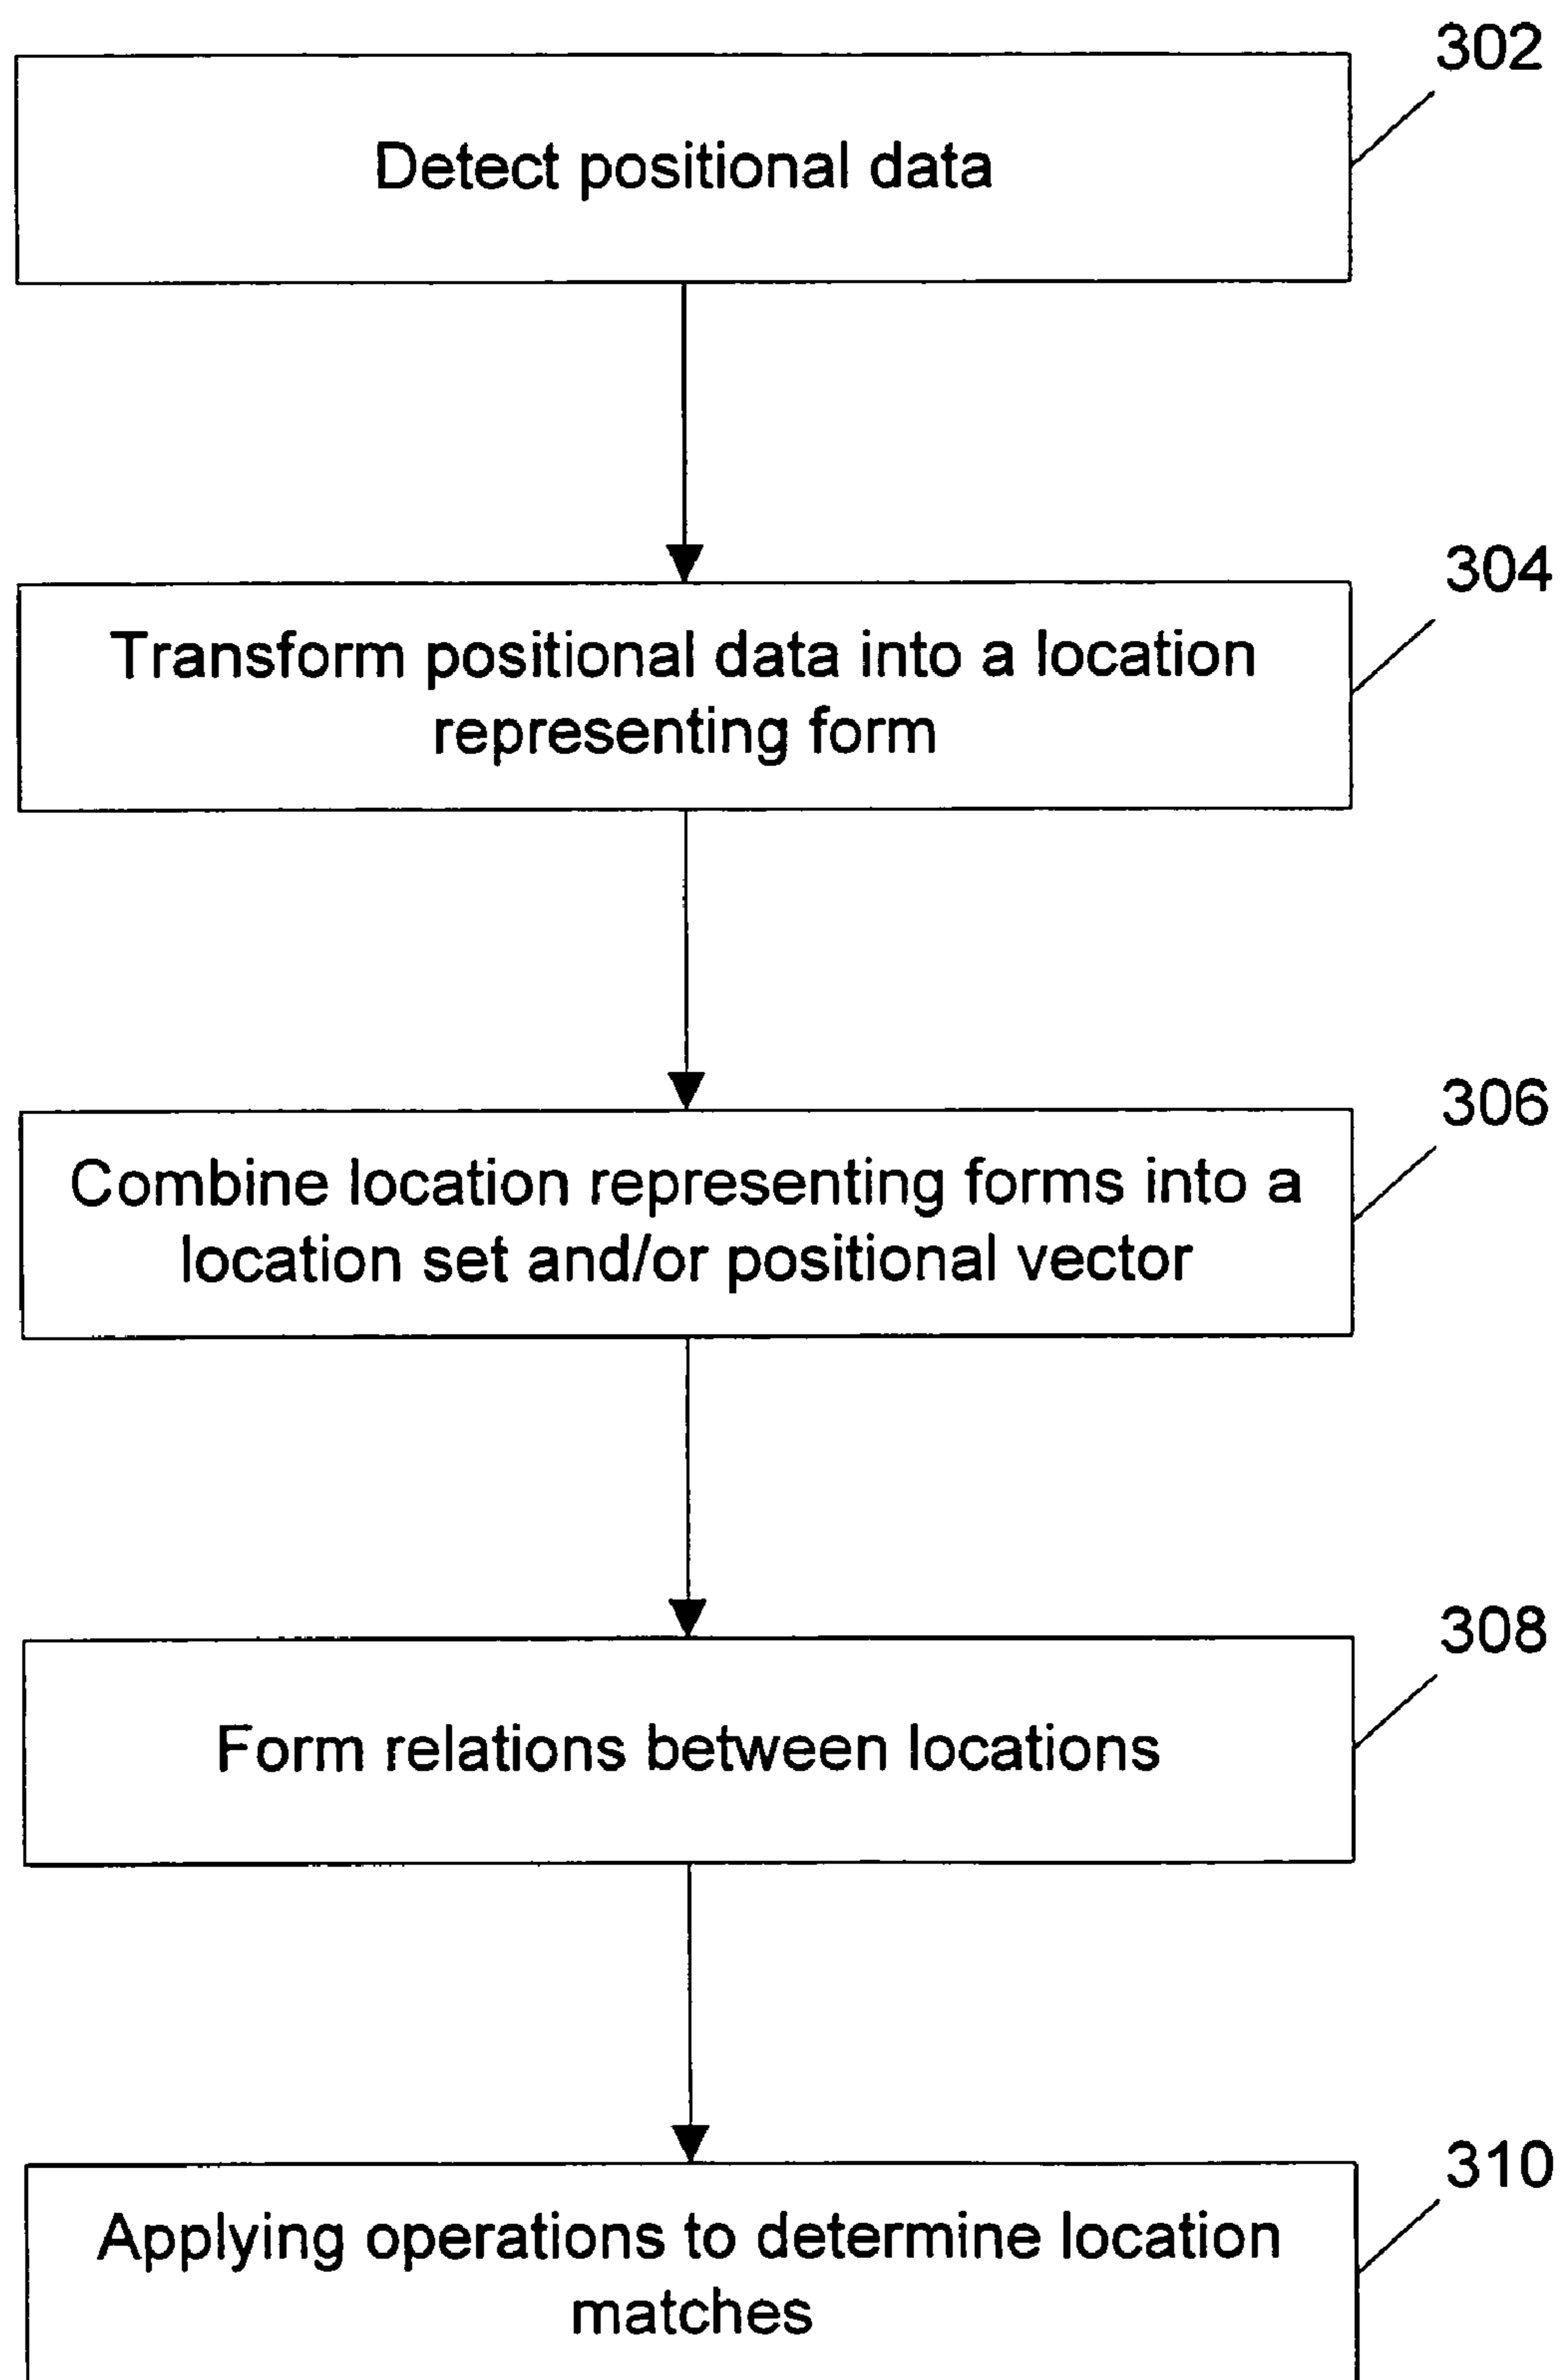 302
Detect positional data
304
Transform positional data into a location
representing form
306
Combine location representing forms into a
location set and/or positional vector
308
Form relations between locations
310
Applying operations to determine location
matches